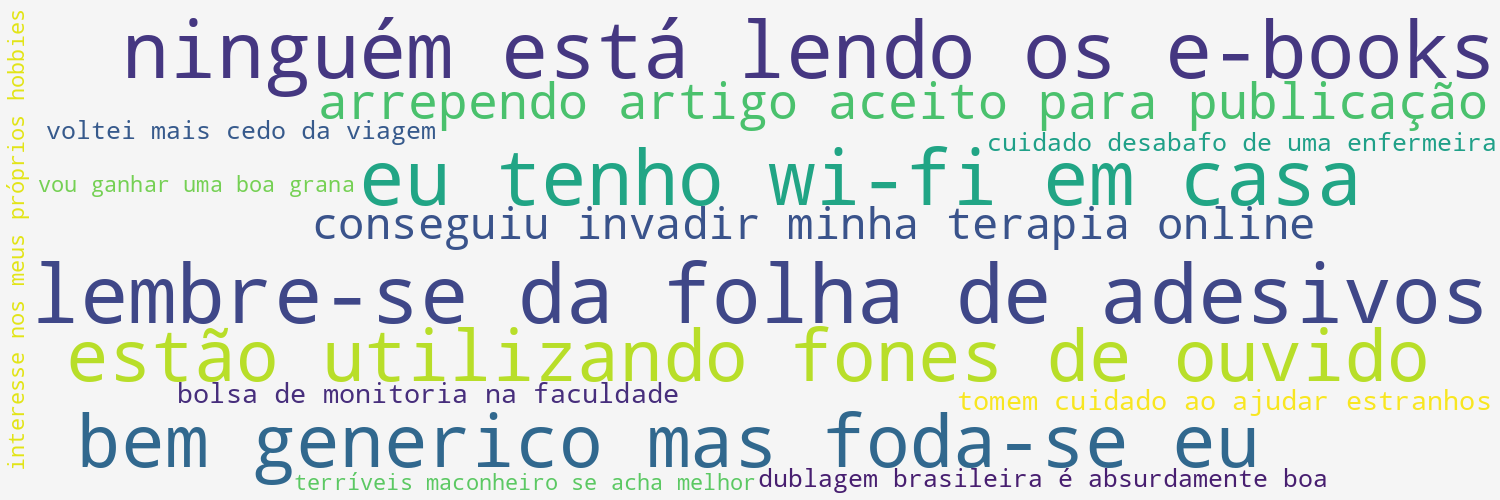 ninguém está lendo os e-books
arrependo artigo aceito para publicação
voltei mais cedo da viagem
cuidado desabafo de uma enfermeira
eu tenho wi-fi em casa
vou ganhar uma boa grana
conseguiu invadir minha terapia online
lembre-se da folha de adesivos
estão utilizando fones de ouvido
bolsa de monitoria na faculdade
tomem cuidado ao ajudar estranhos
bem generico mas foda-se eu
terríveis maconheiro se acha melhor
dublagem brasileira é absurdamente boa
interesse nos meus próprios hobbies